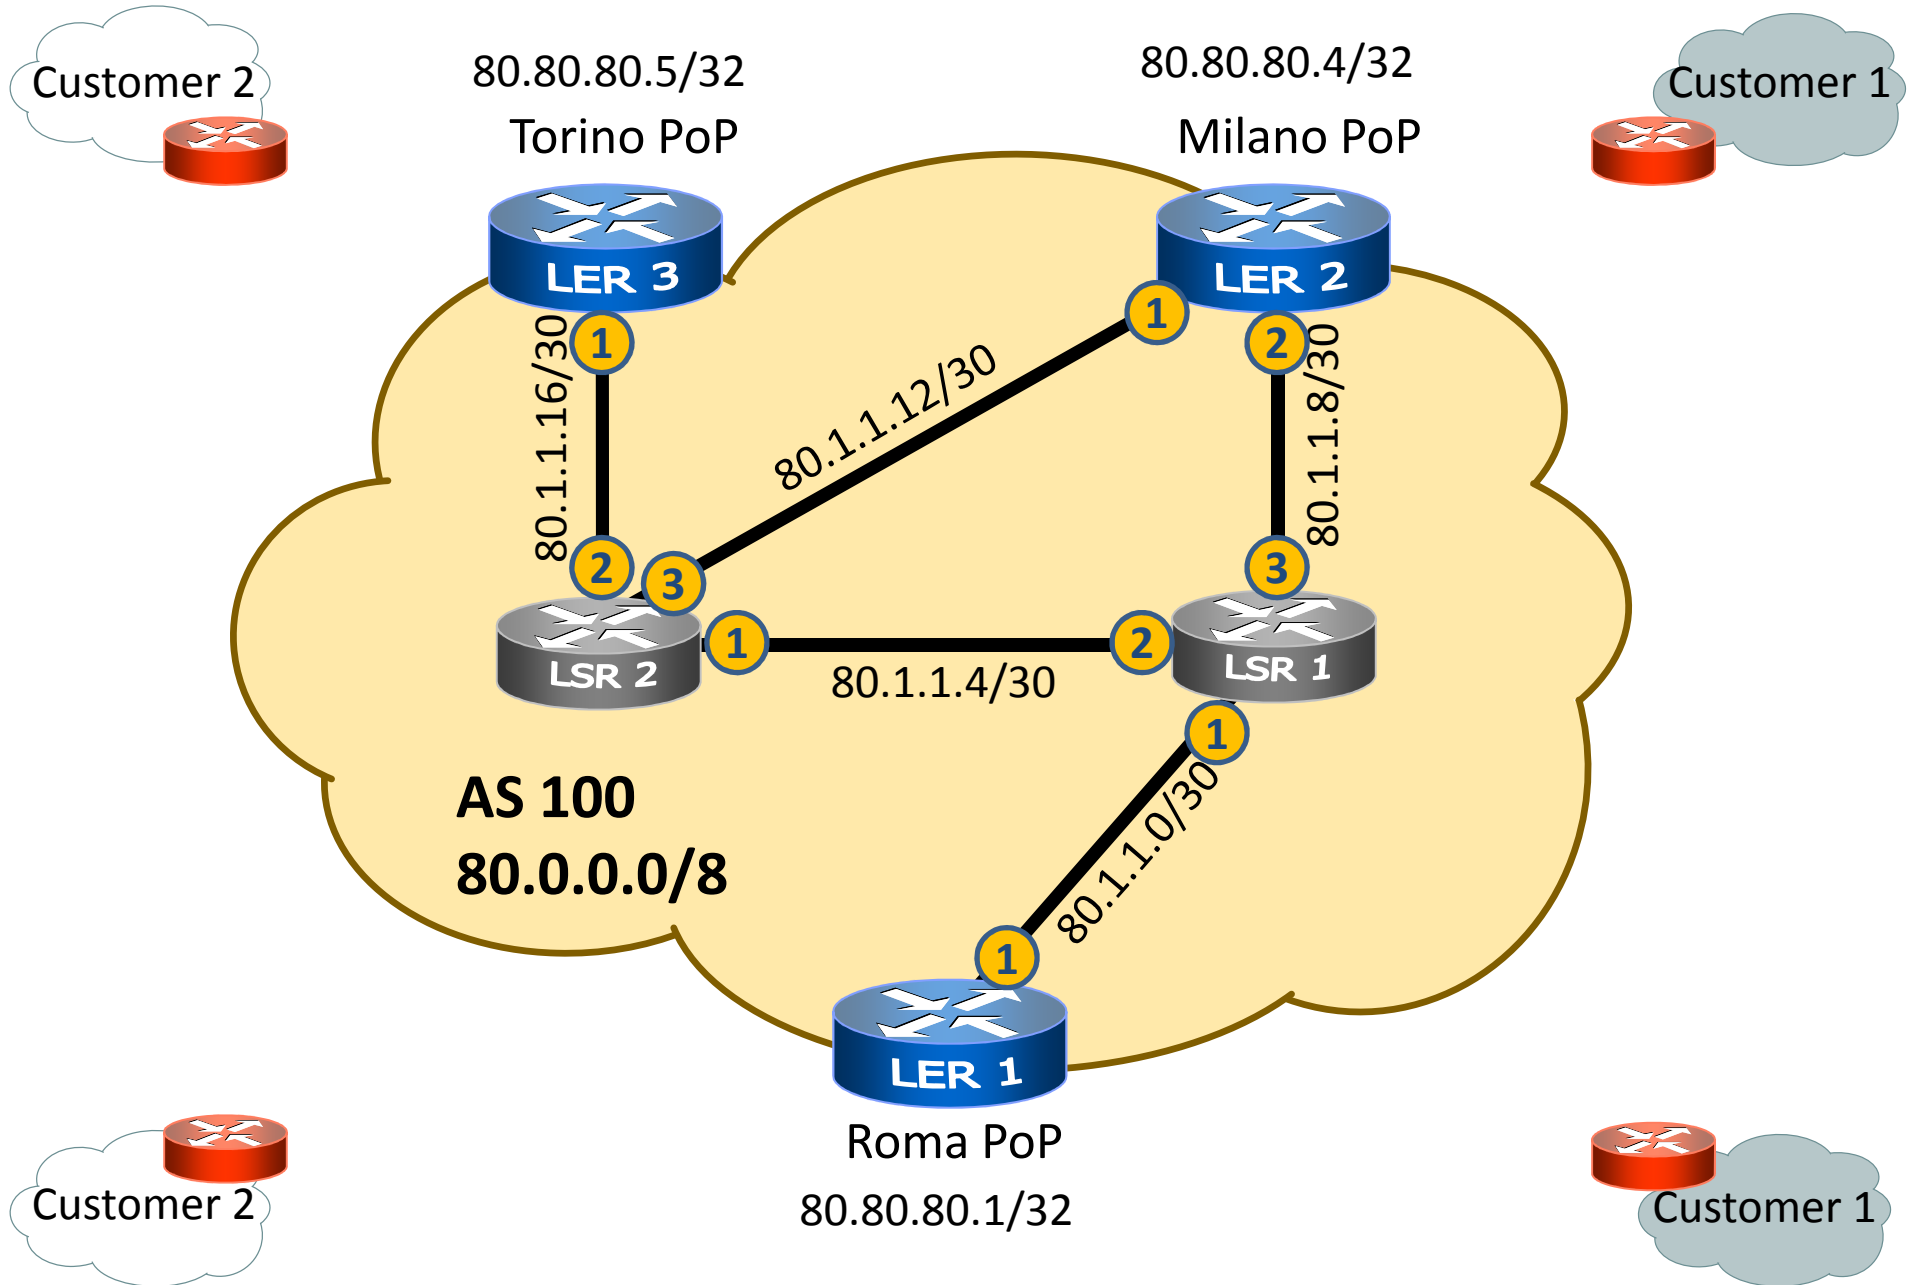 Customer 2
80.80.80.5/32
Torino PoP
80.80.80.4/32
Milano PoP
Customer 1
LER 3
LER 2
1
1
2
80.1.1.16/30
80.1.1.12/30
80.1.1.8/30
2
3
3
1
2
LSR 2
LSR 1
80.1.1.4/30
1
AS 100
80.0.0.0/8
80.1.1.0/30
1
LER 1
Roma PoP
80.80.80.1/32
Customer 2
Customer 1